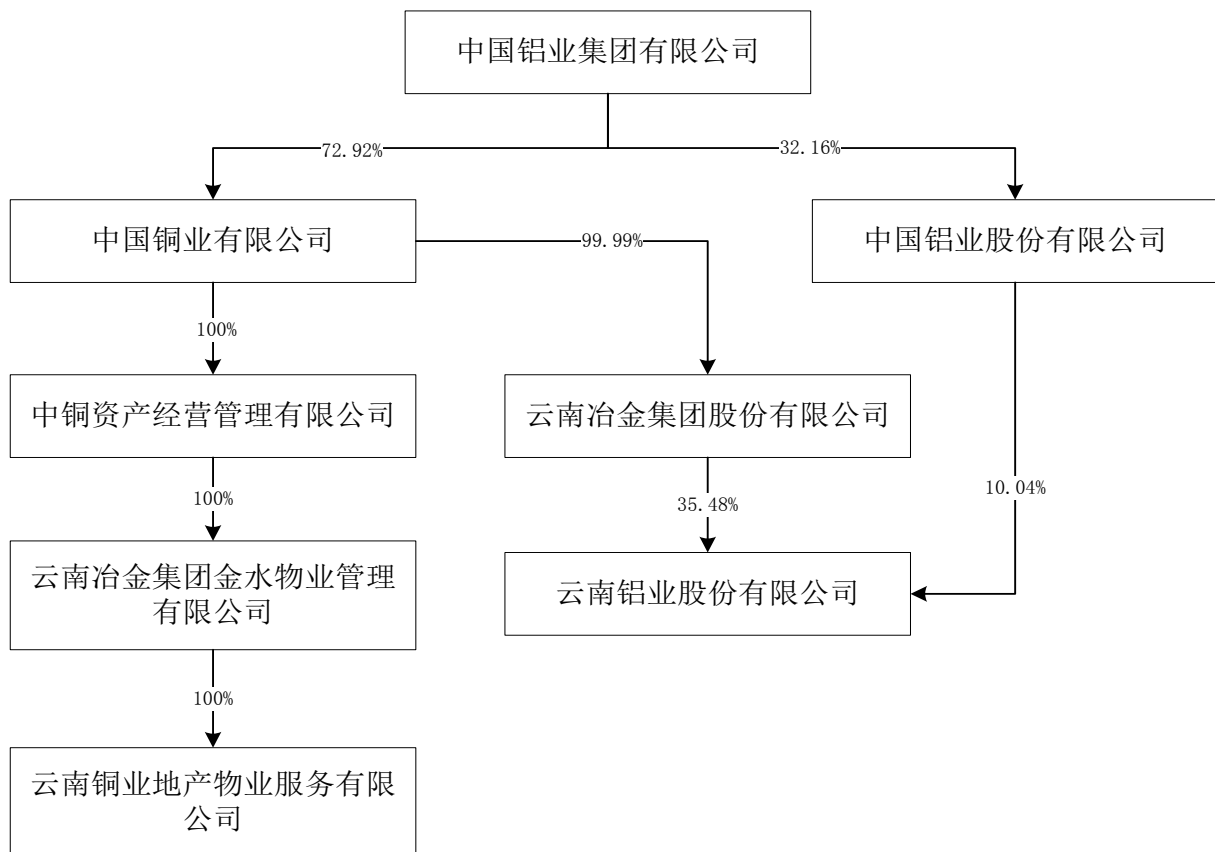 中国铝业集团有限公司
72.92%
32.16%
中国铜业有限公司
99.99%
中国铝业股份有限公司
100%
中铜资产经营管理有限公司
云南冶金集团股份有限公司
100%
35.48%
10.04%
云南冶金集团金水物业管理
有限公司
云南铝业股份有限公司
100%
云南铜业地产物业服务有限
公司